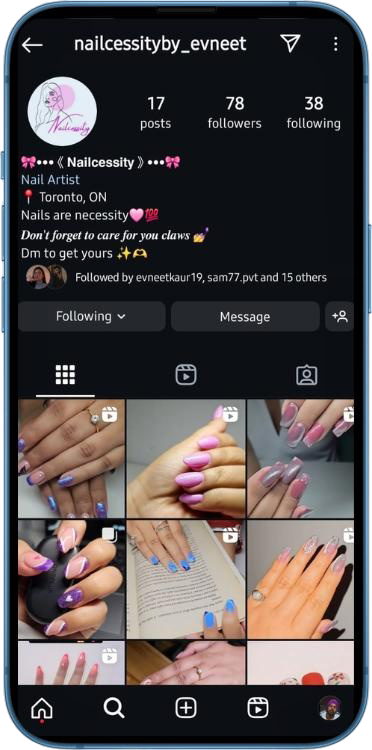 nailcessityby_evneet
Nailcessity
17 78 38
posts followers following
🎀•••《 Nailcessity 》•••🎀
Nail Artist
📍 Toronto, ON
Nails are necessity🩷💯
Don't forget to care for you claws 💅
Dm to get yours ✨🫶
Followed by evneetkaur19, sam77.pvt and 15 others
Following Message